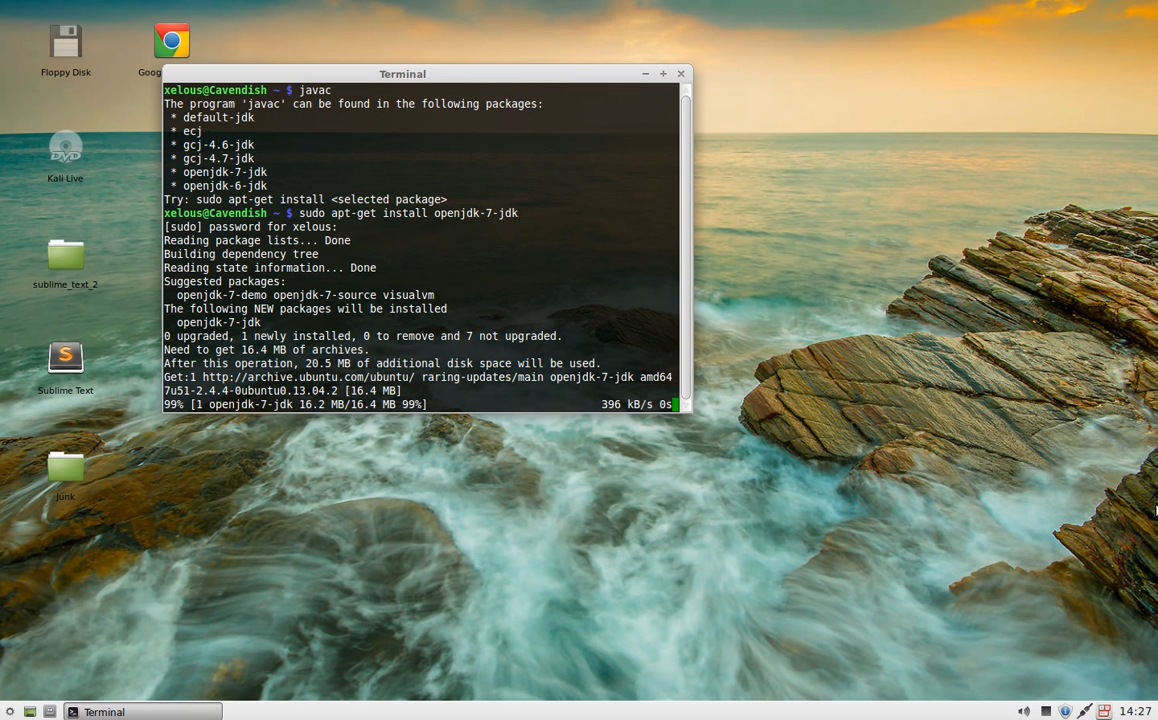 Floppy Disk
Goog
Kali Live
sublime_text_2
Sublime Text
Junk
Terminal
xelous@Cavendish ~ $ javac
The program 'javac' can be found in the following packages:
* default-jdk
* ecj
* gcj-4.6-jdk
* gcj-4.7-jdk
* openjdk-7-jdk
* openjdk-6-jdk
Try: sudo apt-get install <selected package>
xelous@Cavendish ~ $ sudo apt-get install openjdk-7-jdk
[sudo] password for xelous:
Reading package lists... Done
Building dependency tree
Reading state information... Done
Suggested packages:
openjdk-7-demo openjdk-7-source visualvm
The following NEW packages will be installed
openjdk-7-jdk
0 upgraded, 1 newly installed, 0 to remove and 7 not upgraded.
Need to get 16.4 MB of archives.
After this operation, 20.5 MB of additional disk space will be used.
Get:1 http://archive.ubuntu.com/ubuntu/ raring-updates/main openjdk-7-jdk amd64
7u51-2.4.4-0ubuntu0.13.04.2 [16.4 MB]
99% [1 openjdk-7-jdk 16.2 MB/16.4 MB 99%] 396 kB/s 0s
DVD
S
Terminal
14:27